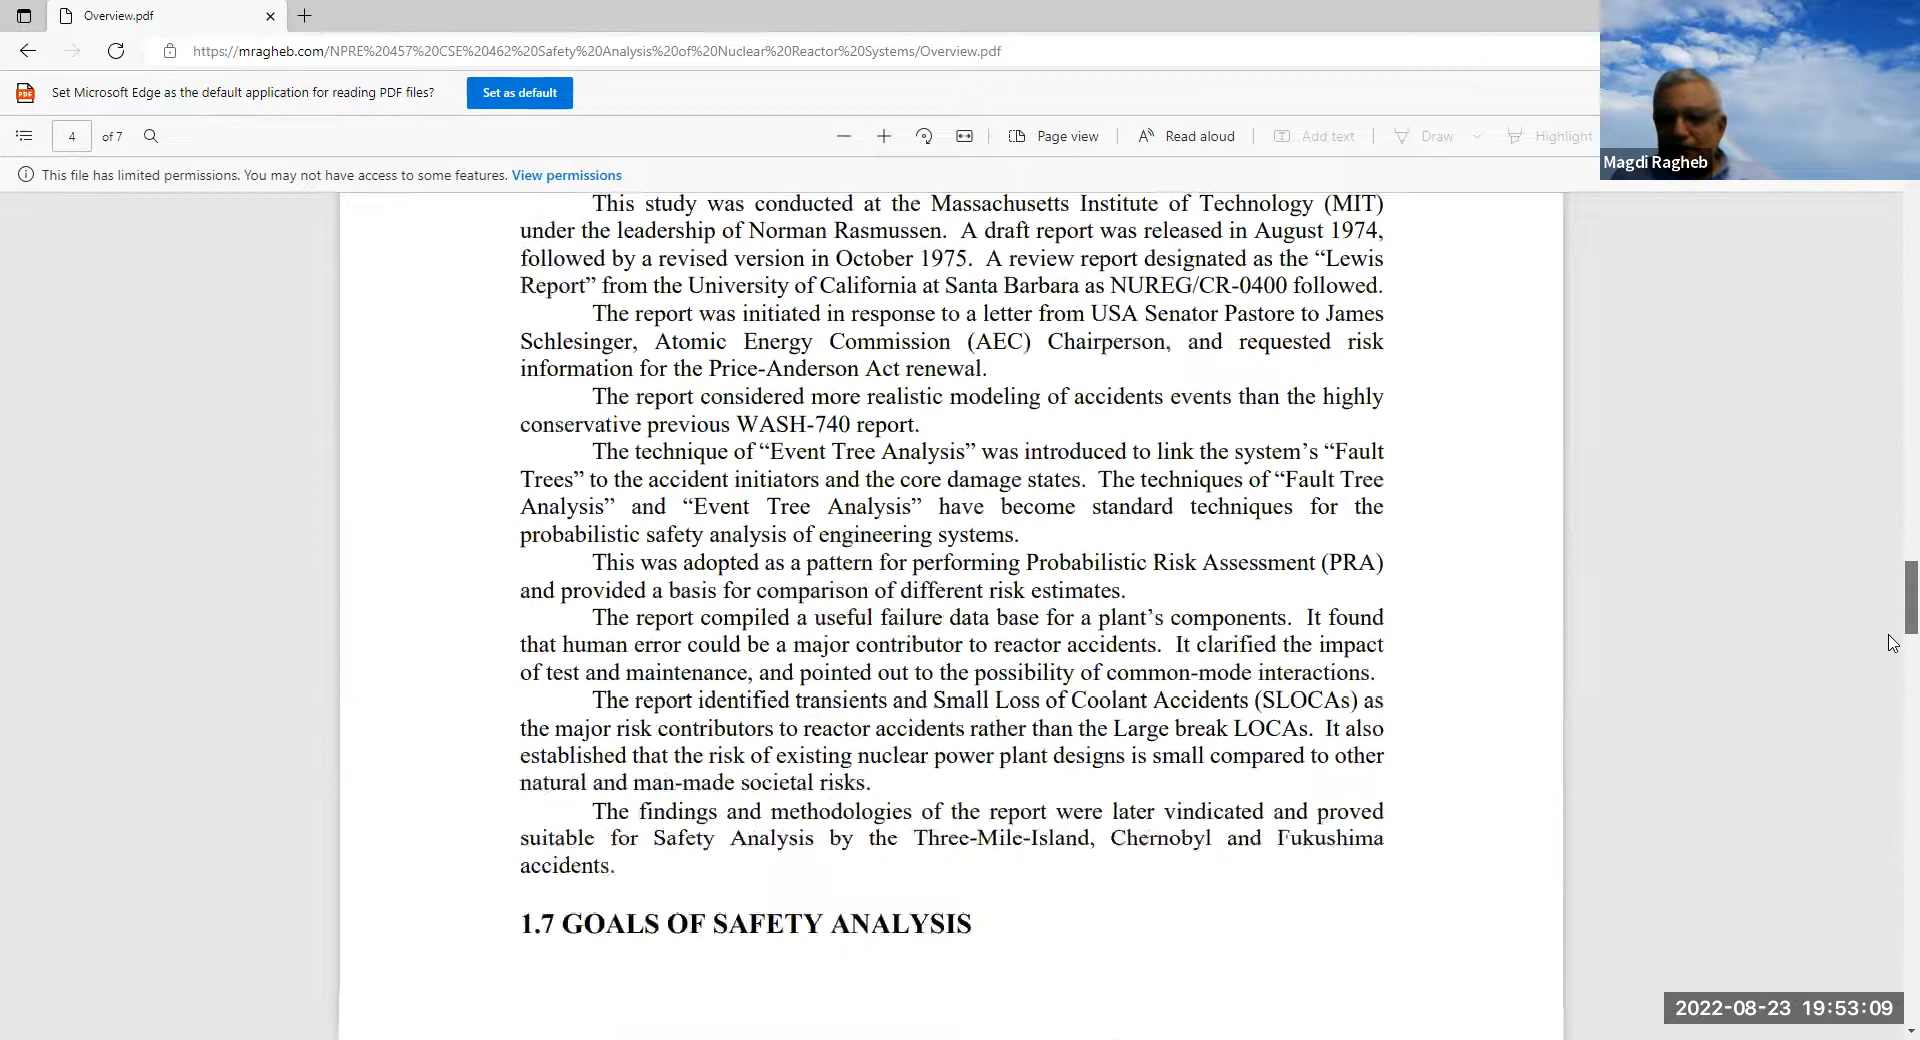 Overview.pdf
https://mragheb.com/NPRE%20457%20CSE%20462%20Safety%20Analysis%20of%20Nuclear%20Reactor%20Systems/Overview.pdf
Set Microsoft Edge as the default application for reading PDF files?
Set as default
4 of 7
Page view
Read aloud
Add text
Draw
Highlight
Magdi Ragheb
This file has limited permissions. You may not have access to some features. View permissions
This study was conducted at the Massachusetts Institute of Technology (MIT)
under the leadership of Norman Rasmussen. A draft report was released in August 1974,
followed by a revised version in October 1975. A review report designated as the “Lewis
Report” from the University of California at Santa Barbara as NUREG/CR-0400 followed.
The report was initiated in response to a letter from USA Senator Pastore to James
Schlesinger, Atomic Energy Commission (AEC) Chairperson, and requested risk
information for the Price-Anderson Act renewal.
The report considered more realistic modeling of accidents events than the highly
conservative previous WASH-740 report.
The technique of “Event Tree Analysis” was introduced to link the system’s “Fault
Trees” to the accident initiators and the core damage states. The techniques of “Fault Tree
Analysis” and “Event Tree Analysis” have become standard techniques for the
probabilistic safety analysis of engineering systems.
This was adopted as a pattern for performing Probabilistic Risk Assessment (PRA)
and provided a basis for comparison of different risk estimates.
The report compiled a useful failure data base for a plant’s components. It found
that human error could be a major contributor to reactor accidents. It clarified the impact
of test and maintenance, and pointed out to the possibility of common-mode interactions.
The report identified transients and Small Loss of Coolant Accidents (SLOCAs) as
the major risk contributors to reactor accidents rather than the Large break LOCAs. It also
established that the risk of existing nuclear power plant designs is small compared to other
natural and man-made societal risks.
The findings and methodologies of the report were later vindicated and proved
suitable for Safety Analysis by the Three-Mile-Island, Chernobyl and Fukushima
accidents.
1.7 GOALS OF SAFETY ANALYSIS
2022-08-23 19:53:09